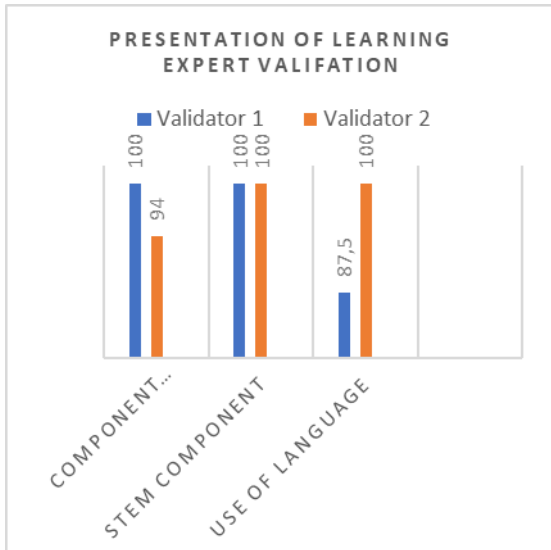 PRESENTATION OF LEARNING
EXPERT VALIFATION
Validator 1 Validator 2
100
94
100
100
87,5
100
COMPONENT...
STEM COMPONENT
USE OF LANGUAGE